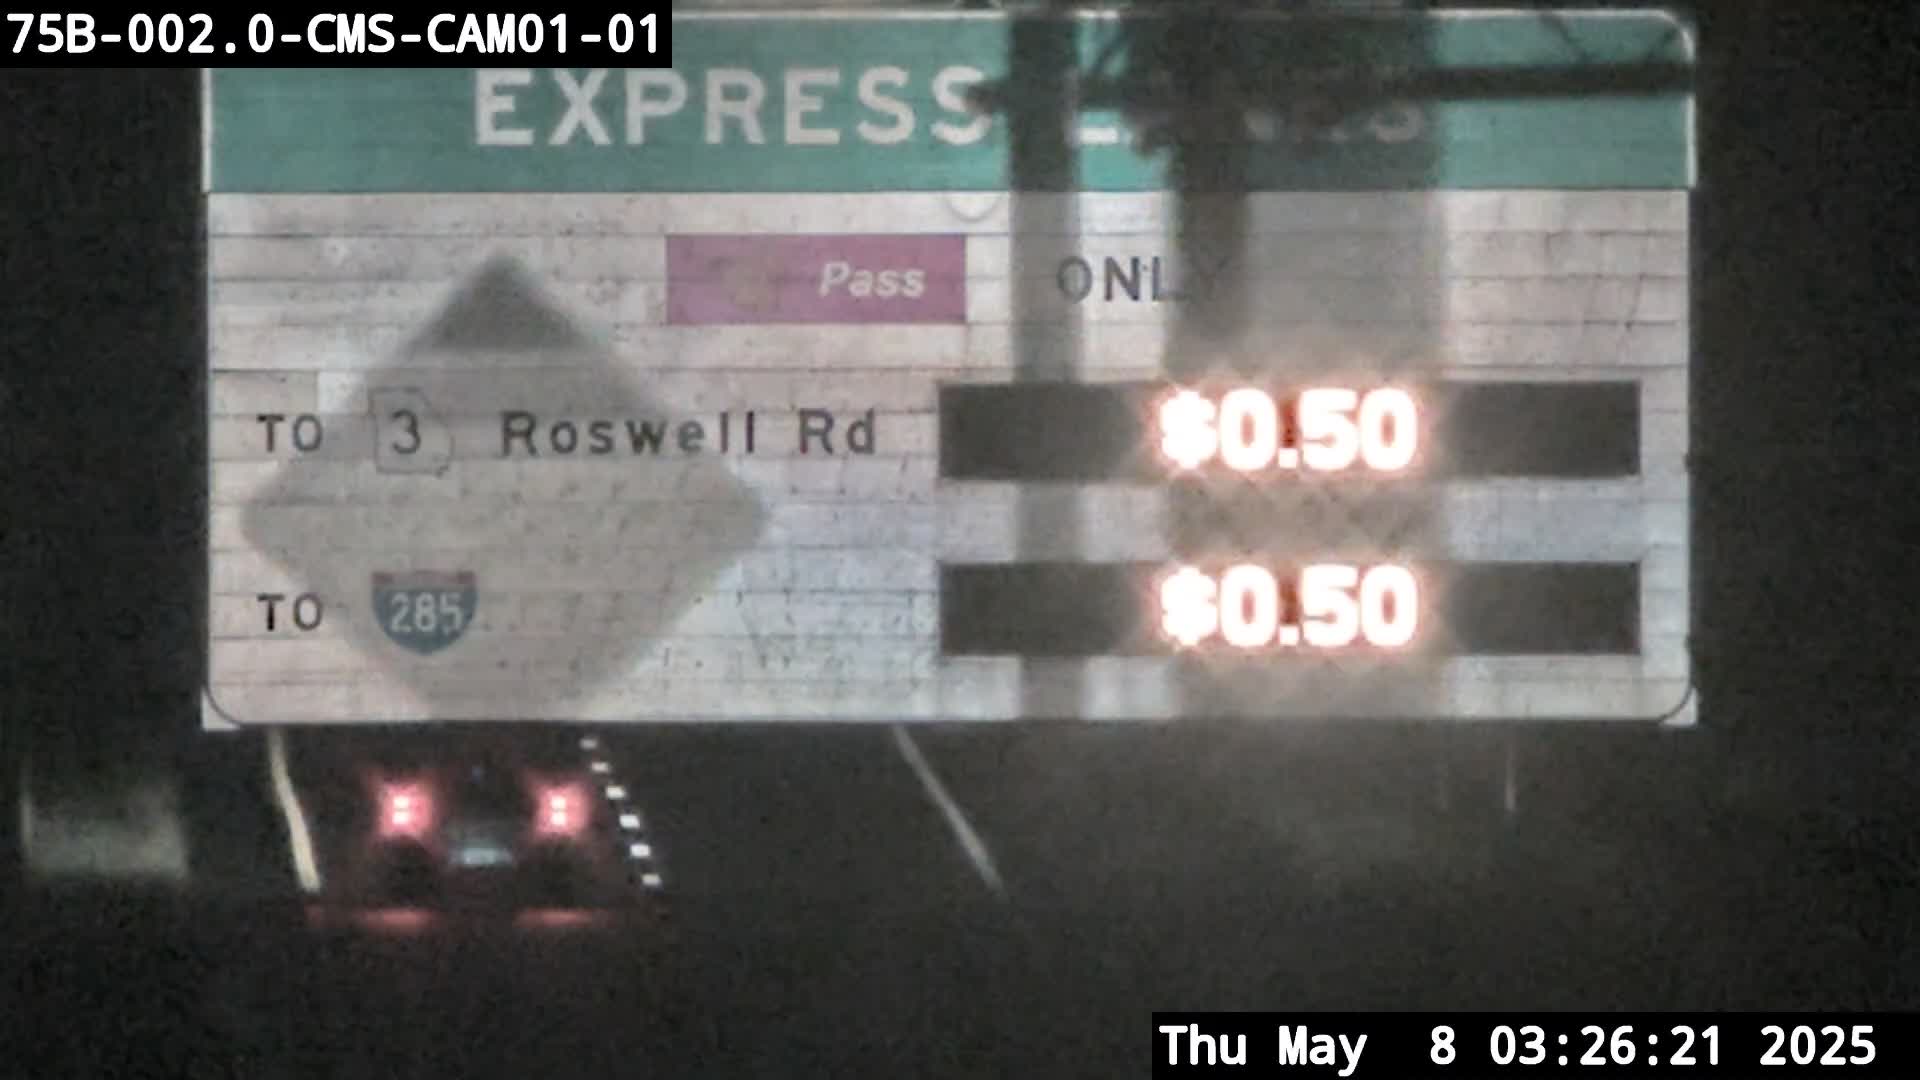 75B-002.0-CMS-CAM01-01
EXPRESS
Pass ONLY
TO 3 Roswell Rd $0.50
TO 285 $0.50
Thu May 8 03:26:21 2025